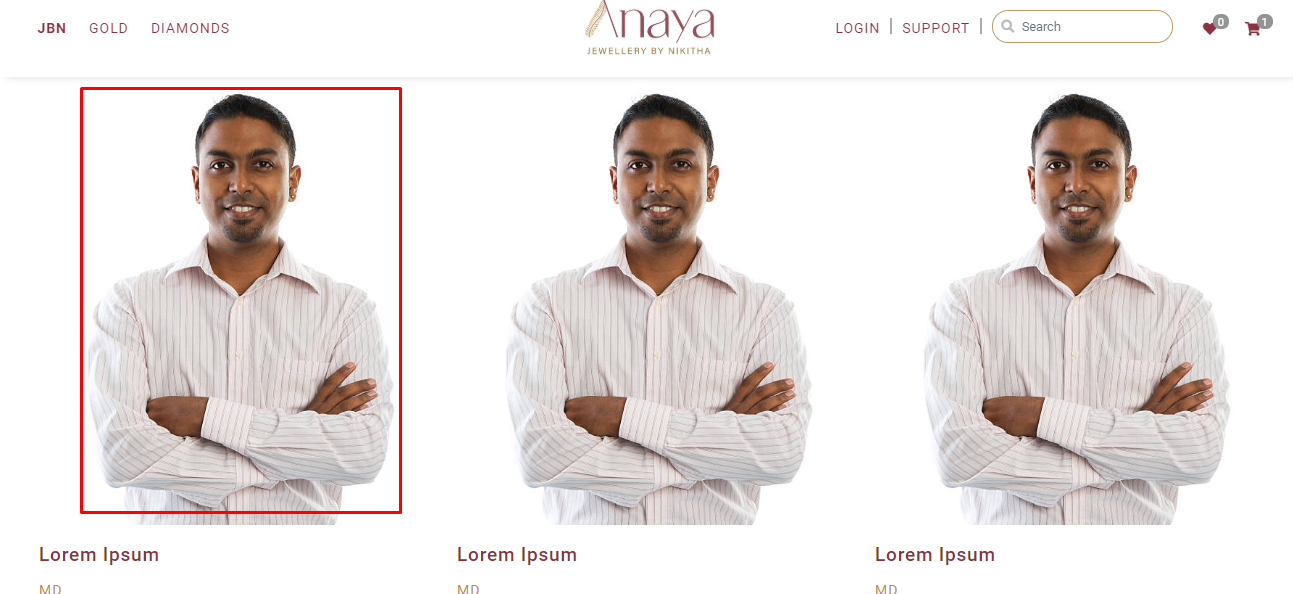 JBN GOLD DIAMONDS
Anaya
JEWELLERY BY NIKITHA
LOGIN | SUPPORT | Search 0 1
Lorem Ipsum Lorem Ipsum Lorem Ipsum
MD MD MD